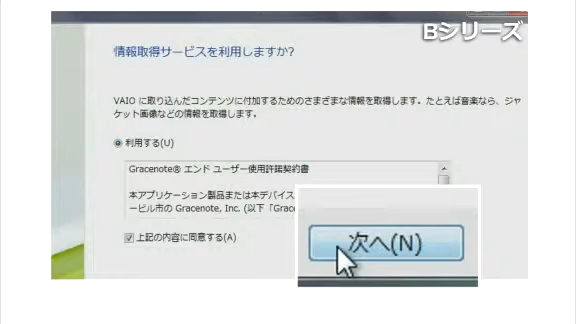 Bシリーズ
情報取得サービスを利用しますか?
VAIO に取り込んだコンテンツに付加するためのさまざまな情報を取得します。たとえば音楽なら、ジャ
ケット画像などの情報を取得します。
利用する(U)
Gracenote® エンド ユーザー使用許諾契約書
本アプリケーション製品または本デバイス
ービル市の Gracenote, Inc. (以下「Grace
上記の内容に同意する(A)
次へ(N)